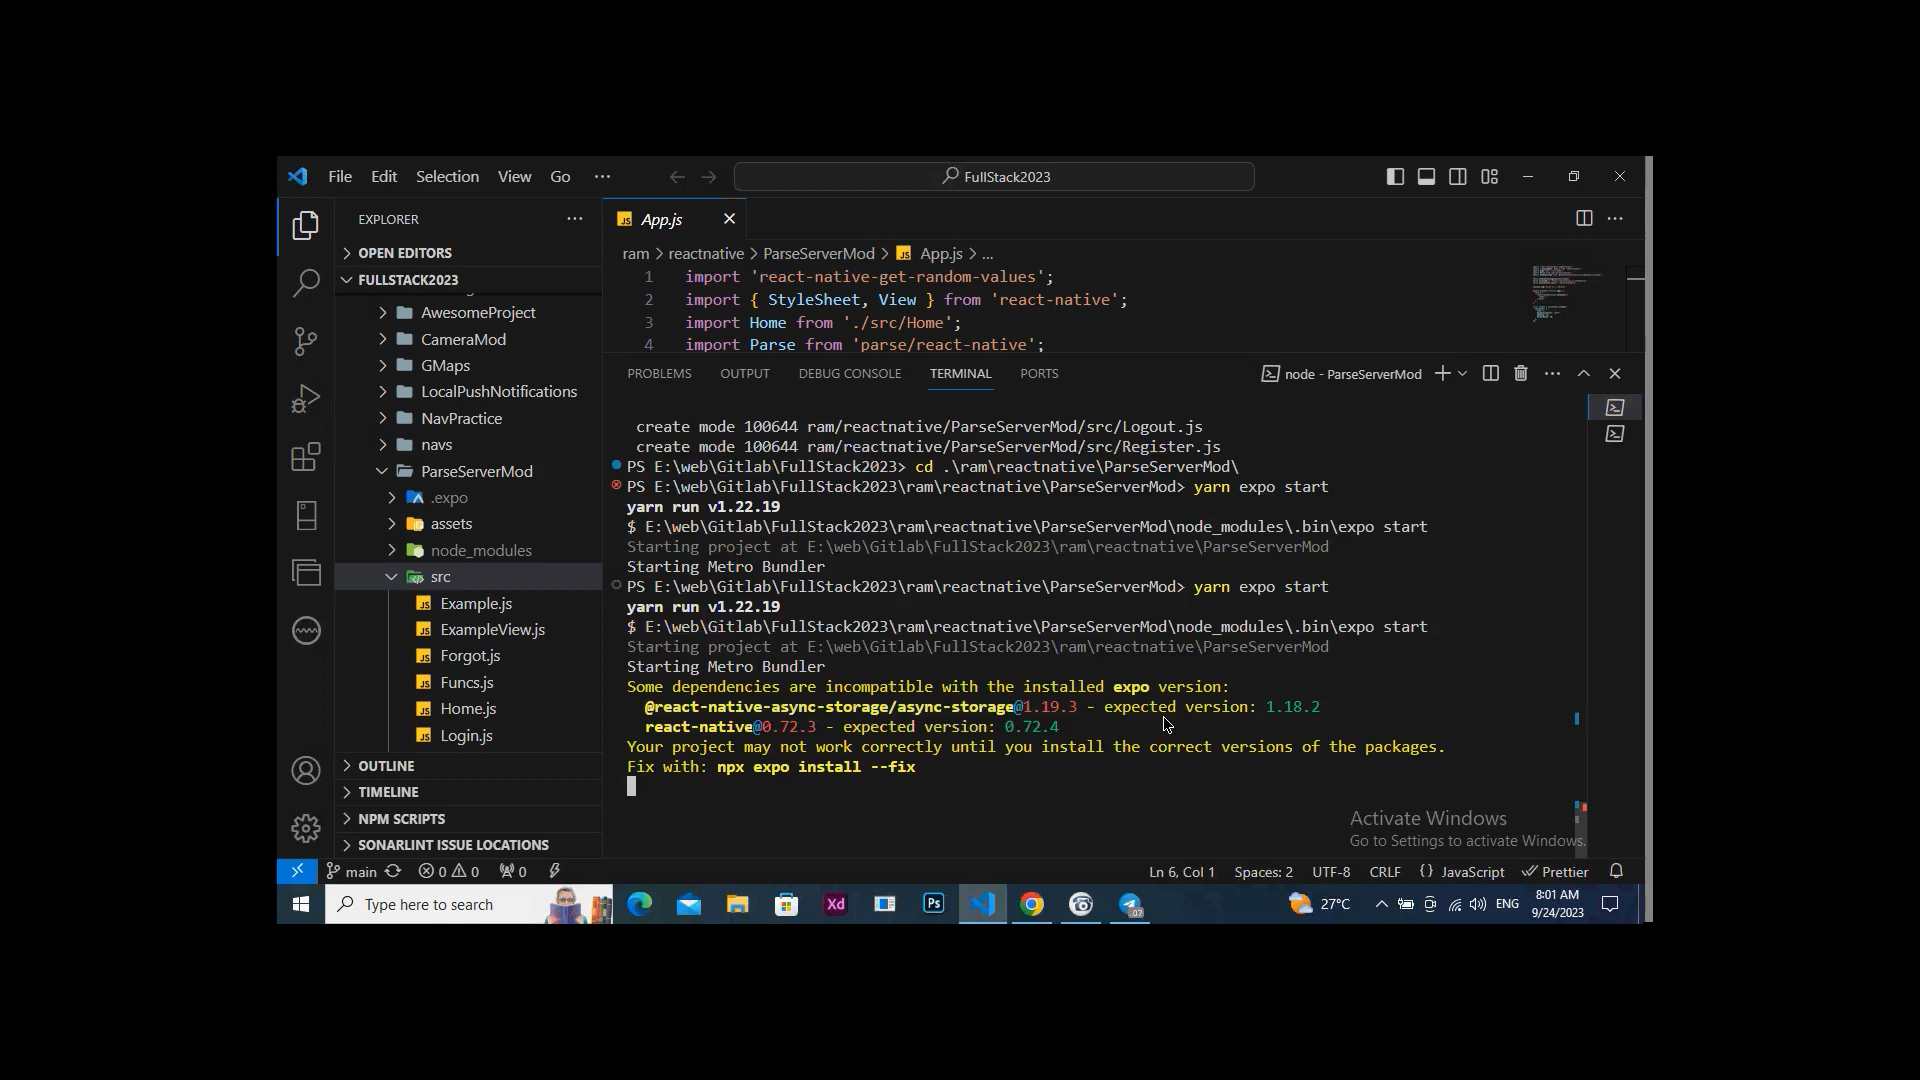 File Edit Selection View Go ···
FullStack2023
EXPLORER
OPEN EDITORS
FULLSTACK2023
AwesomeProject
CameraMod
GMaps
LocalPushNotifications
NavPractice
navs
ParseServerMod
.expo
assets
node_modules
src
Example.js
ExampleView.js
Forgot.js
Funcs.js
Home.js
Login.js
OUTLINE
TIMELINE
NPM SCRIPTS
SONARLINT ISSUE LOCATIONS
JS App.js
ram > reactnative > ParseServerMod > JS App.js > ...
1 import 'react-native-get-random-values';
2 import { StyleSheet, View } from 'react-native';
3 import Home from './src/Home';
4 import Parse from 'parse/react-native';
PROBLEMS OUTPUT DEBUG CONSOLE TERMINAL PORTS node - ParseServerMod
create mode 100644 ram/reactnative/ParseServerMod/src/Logout.js
create mode 100644 ram/reactnative/ParseServerMod/src/Register.js
PS E:\web\Gitlab\FullStack2023> cd .\ram\reactnative\ParseServerMod\
PS E:\web\Gitlab\FullStack2023\ram\reactnative\ParseServerMod> yarn expo start
yarn run v1.22.19
$ E:\web\Gitlab\FullStack2023\ram\reactnative\ParseServerMod\node_modules\.bin\expo start
Starting project at E:\web\Gitlab\FullStack2023\ram\reactnative\ParseServerMod
Starting Metro Bundler
PS E:\web\Gitlab\FullStack2023\ram\reactnative\ParseServerMod> yarn expo start
yarn run v1.22.19
$ E:\web\Gitlab\FullStack2023\ram\reactnative\ParseServerMod\node_modules\.bin\expo start
Starting project at E:\web\Gitlab\FullStack2023\ram\reactnative\ParseServerMod
Starting Metro Bundler
Some dependencies are incompatible with the installed expo version:
@react-native-async-storage/async-storage@1.19.3 - expected version: 1.18.2
react-native@0.72.3 - expected version: 0.72.4
Your project may not work correctly until you install the correct versions of the packages.
Fix with: npx expo install --fix
Activate Windows
Go to Settings to activate Windows.
main 0 0 0 Ln 6, Col 1 Spaces: 2 UTF-8 CRLF {} JavaScript Prettier
Type here to search Xd Ps .07 27°C ENG 8:01 AM
9/24/2023